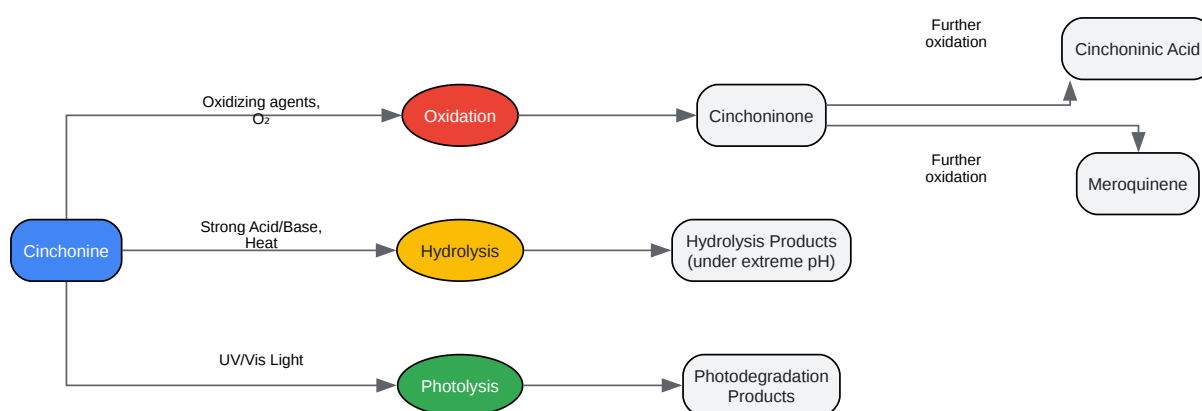 Further
oxidation
Cinchoninic Acid
Oxidizing agents,
O₂
Oxidation
Cinchoninone
Further
oxidation
Meroquinene
Cinchonine
Strong Acid/Base,
Heat
Hydrolysis
Hydrolysis Products
(under extreme pH)
UV/Vis Light
Photolysis
Photodegradation
Products